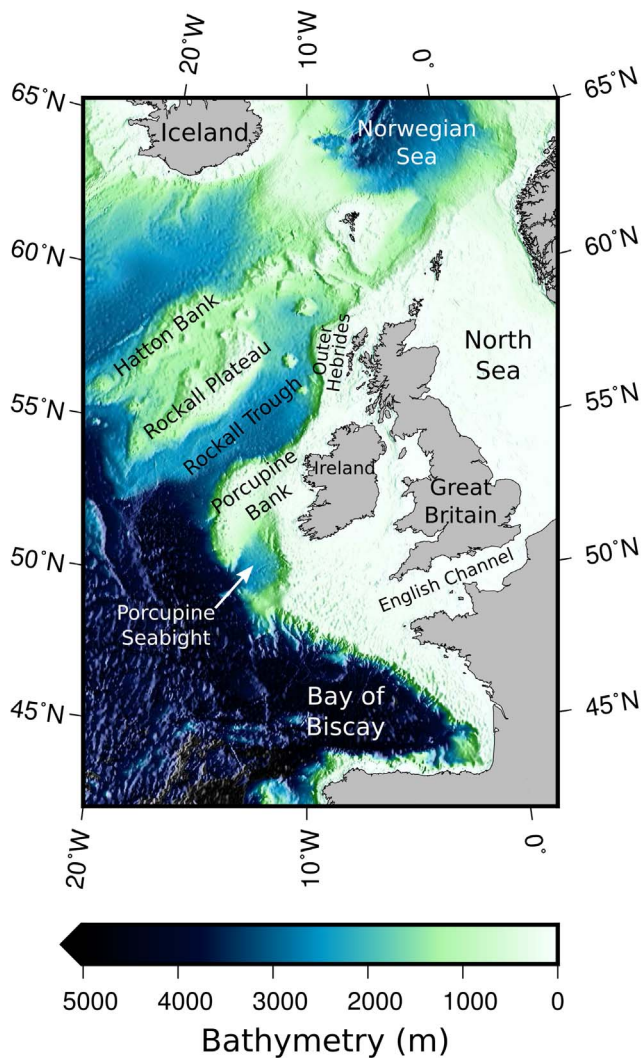 20°W
10°W
0°
65°N
65°N
Iceland
Norwegian
Sea
60°N
60°N
Hatton Bank
Rockall Plateau
Rockall Trough
Outer
Hebrides
North
Sea
55°N
55°N
Porcupine
Bank
Ireland
Great
Britain
50°N
50°N
English Channel
Porcupine
Seabight
45°N
45°N
Bay of
Biscay
20°W
10°W
0°
5000 4000 3000 2000 1000 0
Bathymetry (m)